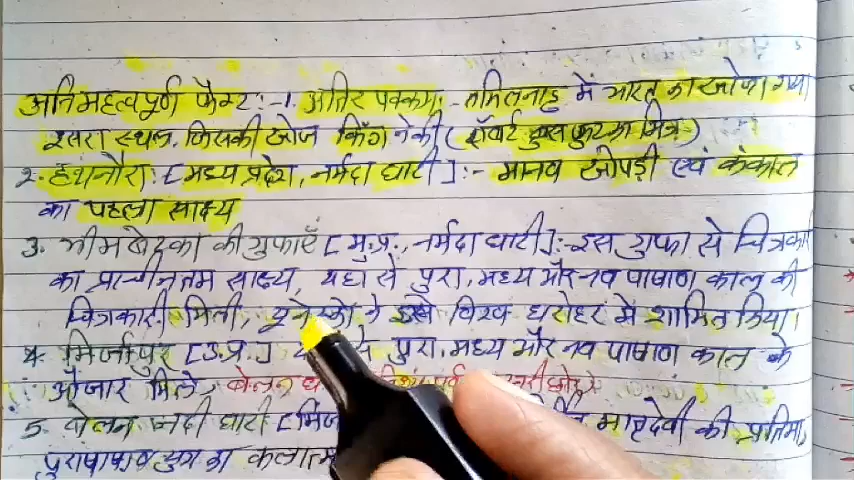 अतिमहत्वपूर्ण फैक्ट :- 1. अतिरपक्कम :- तमिलनाडु में भारत का खोजा गया
दूसरा स्थल, जिसकी खोज किंग ने की ( रॉबर्ट ब्रुस फुट का मित्र )
2. हथनौरा : [ मध्य प्रदेश, नर्मदा घाटी ] :- मानव खोपड़ी एवं कंकाल
का पहला साक्ष्य
3. भीमबेटका की गुफाएँ [ म.प्र., नर्मदा घाटी ] :- इस गुफा से चित्रकारी
का प्राचीनतम साक्ष्य, यहां से पुरा, मध्य और नव पाषाण काल की
चित्रकारी मिली, यूनेस्को ने इसे विश्व धरोहर में शामिल किया।
4. मिर्जापुर [ उ.प्र. ] पुरा, मध्य और नव पाषाण काल के
औजार मिले, बेलन
5. बेलन नदी घाटी [ मातृदेवी की प्रतिमा,
पुरापाषाण युग का